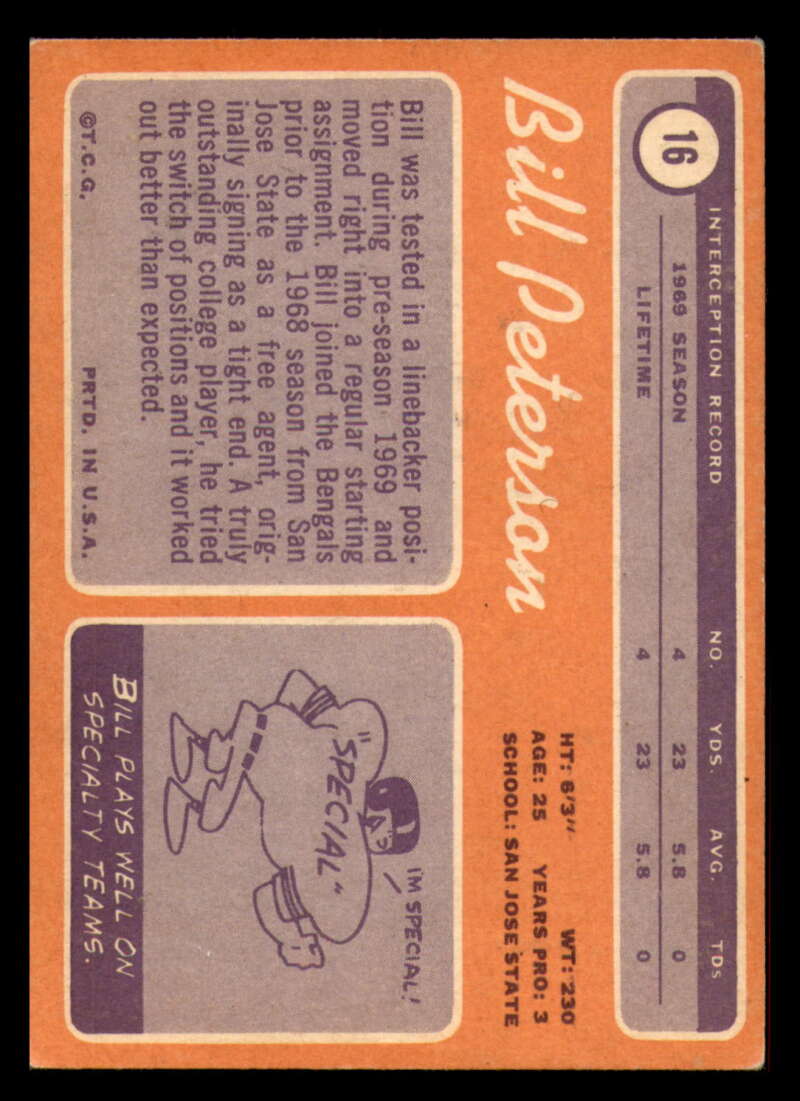 16
INTERCEPTION RECORD NO. YDS. AVG. TDs
1969 SEASON 4 23 5.8 0
LIFETIME 4 23 5.8 0
Bill Peterson
HT: 6'3" WT: 230
AGE: 25 YEARS PRO: 3
SCHOOL: SAN JOSE STATE
Bill was tested in a linebacker posi-
tion during pre-season 1969 and
moved right into a regular starting
assignment. Bill joined the Bengals
prior to the 1968 season from San
Jose State as a free agent, orig-
inally signing as a tight end. A truly
outstanding college player, he tried
the switch of positions and it worked
out better than expected.
©T.C.G. PRTD. IN U.S.A.
I'M SPECIAL!
"SPECIAL"
BILL PLAYS WELL ON
SPECIALTY TEAMS.